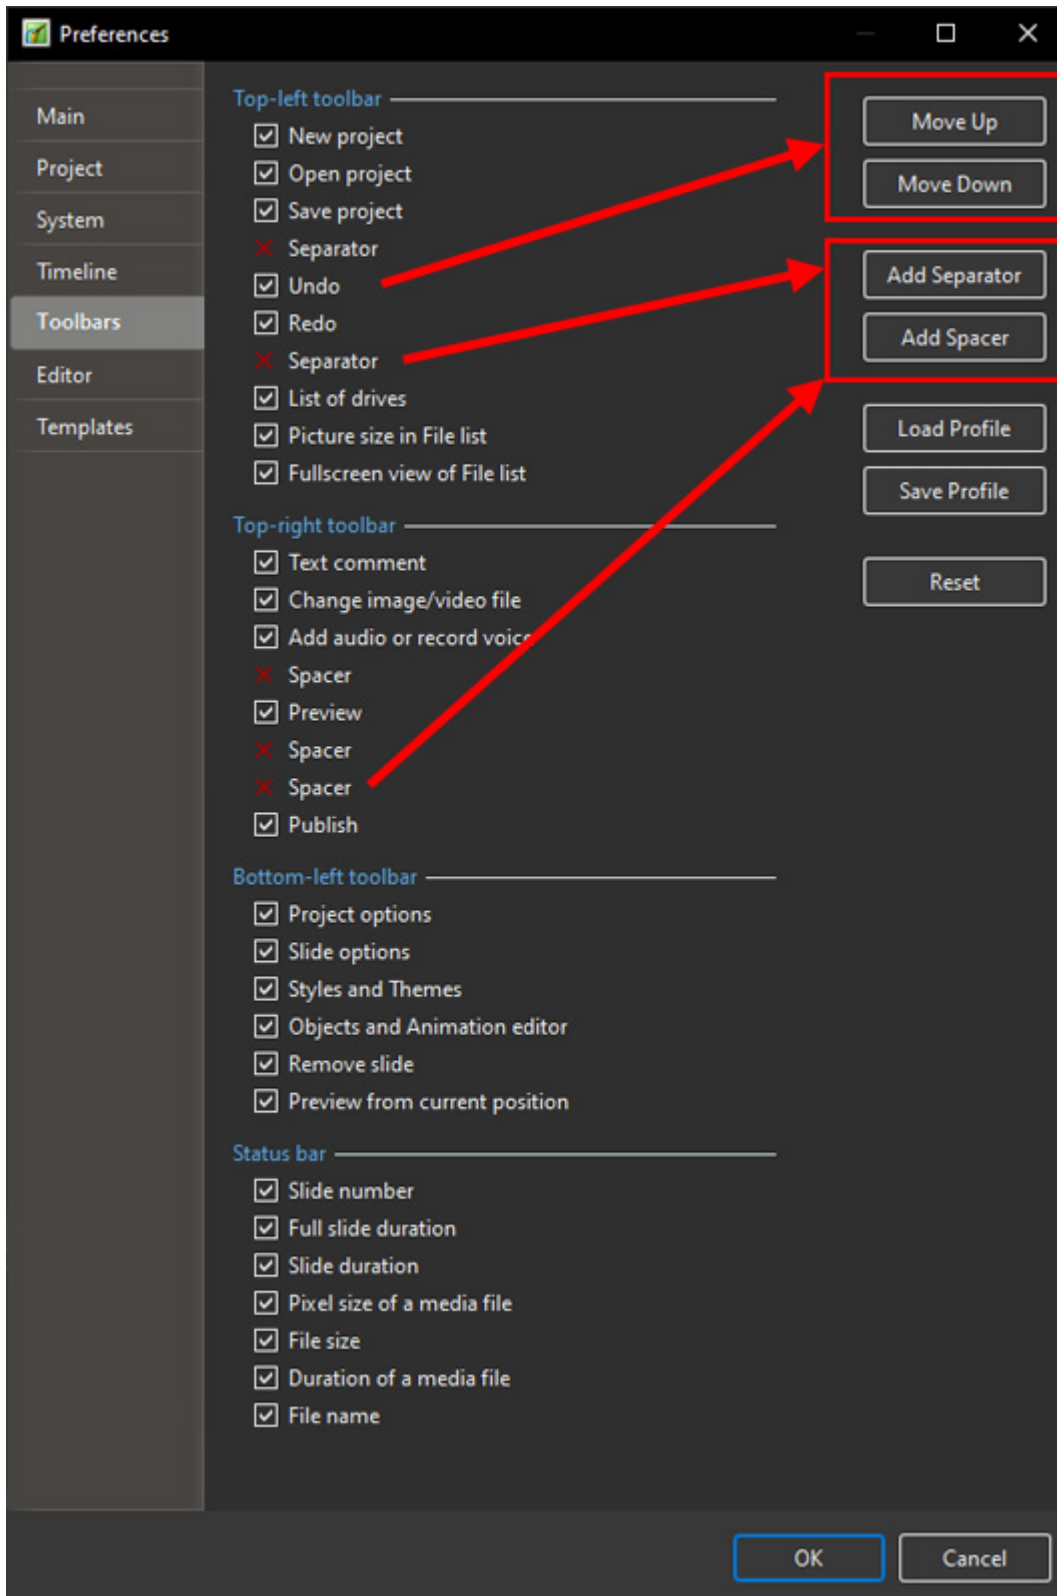 Preferences
Main
Project
System
Timeline
Toolbars
Editor
Templates
Top-left toolbar
New project
Open project
Save project
Separator
Undo
Redo
Separator
List of drives
Picture size in File list
Fullscreen view of File list
Top-right toolbar
Text comment
Change image/video file
Add audio or record voice
Spacer
Preview
Spacer
Spacer
Publish
Bottom-left toolbar
Project options
Slide options
Styles and Themes
Objects and Animation editor
Remove slide
Preview from current position
Status bar
Slide number
Full slide duration
Slide duration
Pixel size of a media file
File size
Duration of a media file
File name
Move Up
Move Down
Add Separator
Add Spacer
Load Profile
Save Profile
Reset
OK
Cancel